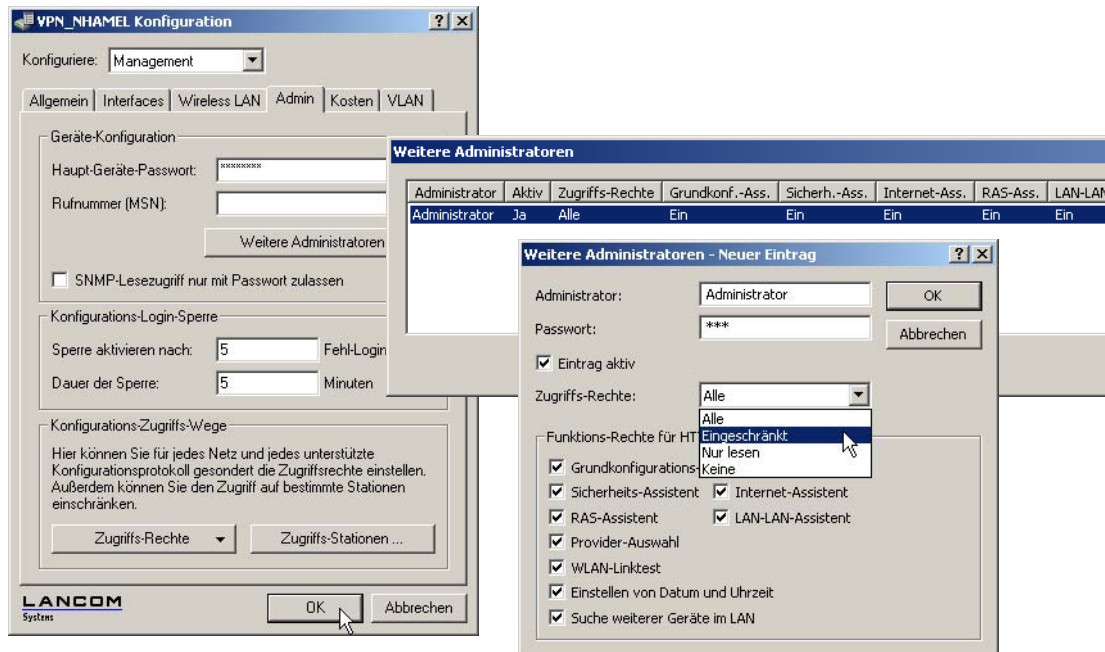 VPN_NHAMEL Konfiguration
Konfiguriere: Management
Allgemein Interfaces Wireless LAN Admin Kosten VLAN
Geräte-Konfiguration
Haupt-Geräte-Passwort: ********
Rufnummer (MSN):
Weitere Administratoren
SNMP-Lesezugriff nur mit Passwort zulassen
Konfigurations-Login-Sperre
Sperre aktivieren nach: 5 Fehl-Login
Dauer der Sperre: 5 Minuten
Konfigurations-Zugriffs-Wege
Hier können Sie für jedes Netz und jedes unterstützte
Konfigurationsprotokoll gesondert die Zugriffsrechte einstellen.
Außerdem können Sie den Zugriff auf bestimmte Stationen
einschränken.
Zugriffs-Rechte Zugriffs-Stationen ...
LANCOM
Systems
OK Abbrechen
Weitere Administratoren
Administrator Aktiv Zugriffs-Rechte Grundkonf.-Ass. Sicherh.-Ass. Internet-Ass. RAS-Ass. LAN-LAN
Administrator Ja Alle Ein Ein Ein Ein Ein
Weitere Administratoren - Neuer Eintrag
Administrator: Administrator OK
Passwort: *** Abbrechen
Eintrag aktiv
Zugriffs-Rechte: Alle
Alle
Eingeschränkt
Nur lesen
Keine
Funktions-Rechte für HT
Grundkonfigurations-
Sicherheits-Assistent Internet-Assistent
RAS-Assistent LAN-LAN-Assistent
Provider-Auswahl
WLAN-Linktest
Einstellen von Datum und Uhrzeit
Suche weiterer Geräte im LAN